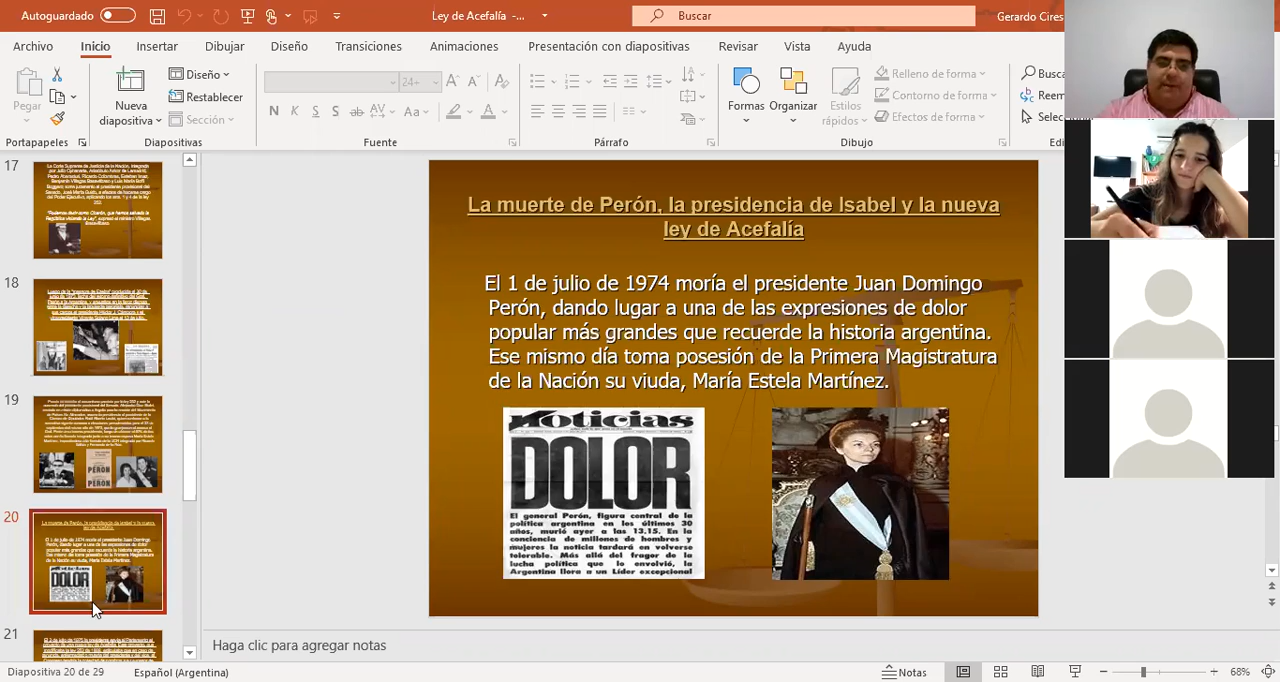 Autoguardado
Ley de Acefalía -...
Buscar
Gerardo Cires
Archivo
Inicio
Insertar
Dibujar
Diseño
Transiciones
Animaciones
Presentación con diapositivas
Revisar
Vista
Ayuda
Pegar
Nueva
diapositiva
Diseño
Restablecer
Sección
24+
N K S S ab AV Aa A
Formas
Organizar
Estilos
rápidos
Relleno de forma
Contorno de forma
Efectos de forma
Busca
Reem
Selecc
Portapapeles
Diapositivas
Fuente
Párrafo
Dibujo
Edi
17
18
19
20
21
La muerte de Perón, la presidencia de Isabel y la nueva
ley de Acefalía
El 1 de julio de 1974 moría el presidente Juan Domingo
Perón, dando lugar a una de las expresiones de dolor
popular más grandes que recuerde la historia argentina.
Ese mismo día toma posesión de la Primera Magistratura
de la Nación su viuda, María Estela Martínez.
Noticias
DOLOR
El general Perón, figura central de la
política argentina en los últimos 30
años, murió ayer a las 13.15. En la
conciencia de millones de hombres y
mujeres la noticia tardará en volverse
tolerable. Más allá del fragor de la
lucha política que lo envolvió, la
Argentina llora a un Líder excepcional
Haga clic para agregar notas
Diapositiva 20 de 29
Español (Argentina)
Notas
68%